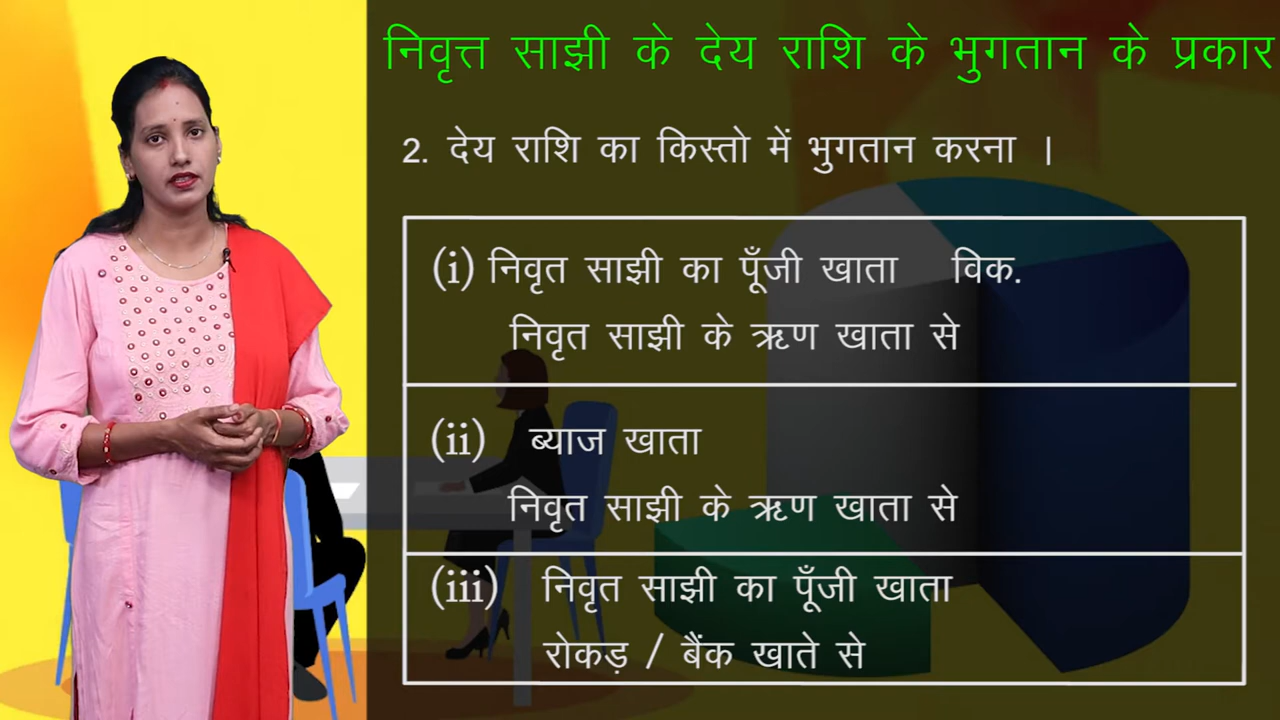 निवृत्त साझी के देय राशि के भुगतान के प्रकार
2. देय राशि का किस्तो में भुगतान करना ।
(i) निवृत साझी का पूँजी खाता विक.
निवृत साझी के ऋण खाता से
(ii) ब्याज खाता
निवृत साझी के ऋण खाता से
(iii) निवृत साझी का पूँजी खाता
रोकड़ / बैंक खाते से